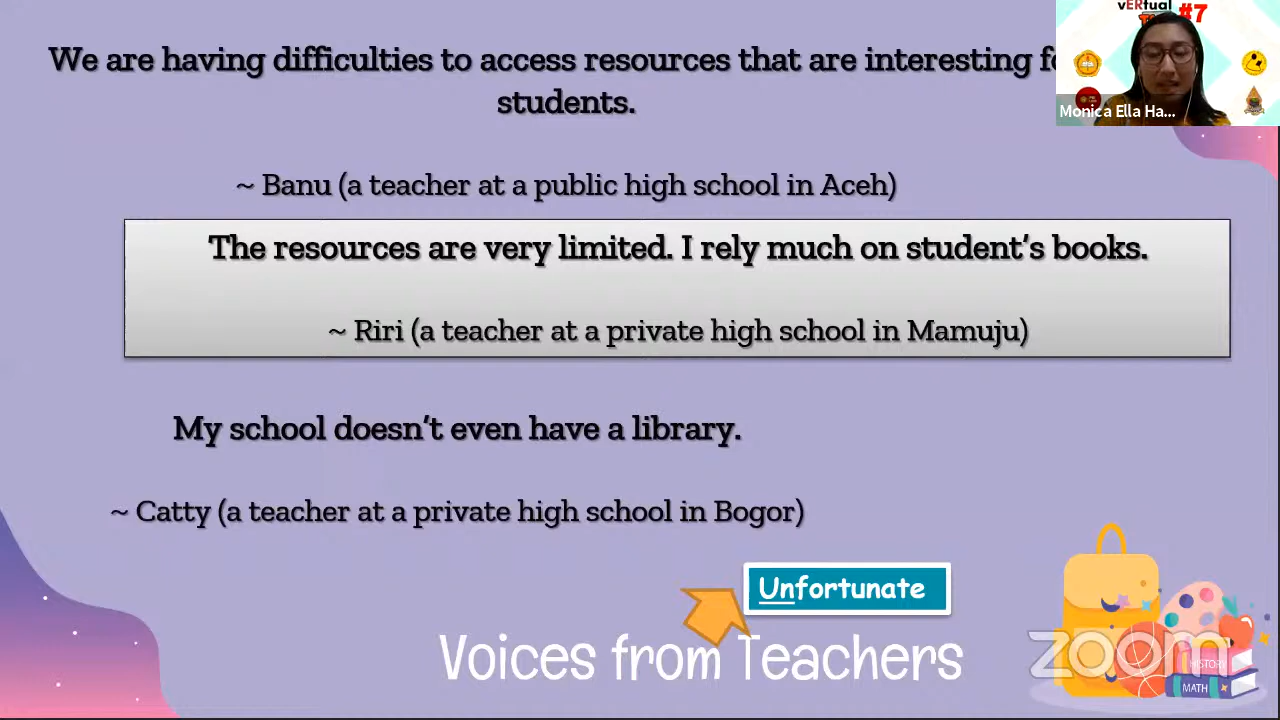 We are having difficulties to access resources that are interesting
students.
~ Banu (a teacher at a public high school in Aceh)
The resources are very limited. I rely much on student's books.
~ Riri (a teacher at a private high school in Mamuju)
My school doesn't even have a library.
~ Catty (a teacher at a private high school in Bogor)
Unfortunate
Voices from Teachers
vERtual
#7
Monica Ella Ha...
zoom
HISTORY
MATH